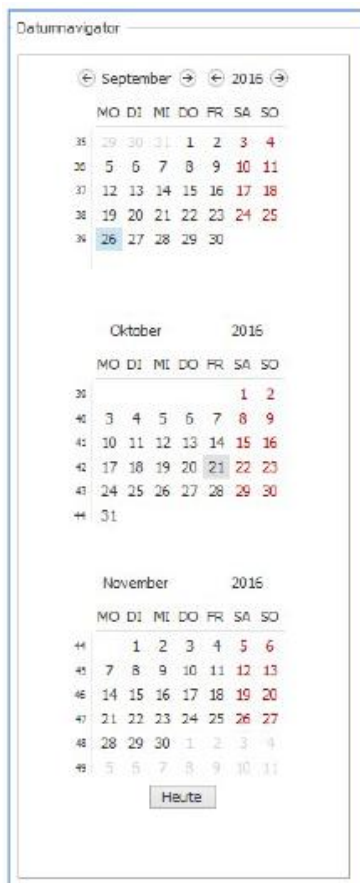 Datumnavigator
September 2016
MO DI MI DO FR SA SO
35 29 30 31 1 2 3 4
36 5 6 7 8 9 10 11
37 12 13 14 15 16 17 18
38 19 20 21 22 23 24 25
39 26 27 28 29 30
Oktober 2016
MO DI MI DO FR SA SO
39 1 2
40 3 4 5 6 7 8 9
41 10 11 12 13 14 15 16
42 17 18 19 20 21 22 23
43 24 25 26 27 28 29 30
44 31
November 2016
MO DI MI DO FR SA SO
44 1 2 3 4 5 6
45 7 8 9 10 11 12 13
46 14 15 16 17 18 19 20
47 21 22 23 24 25 26 27
48 28 29 30 1 2 3 4
49 5 6 7 8 9 10 11
Heute